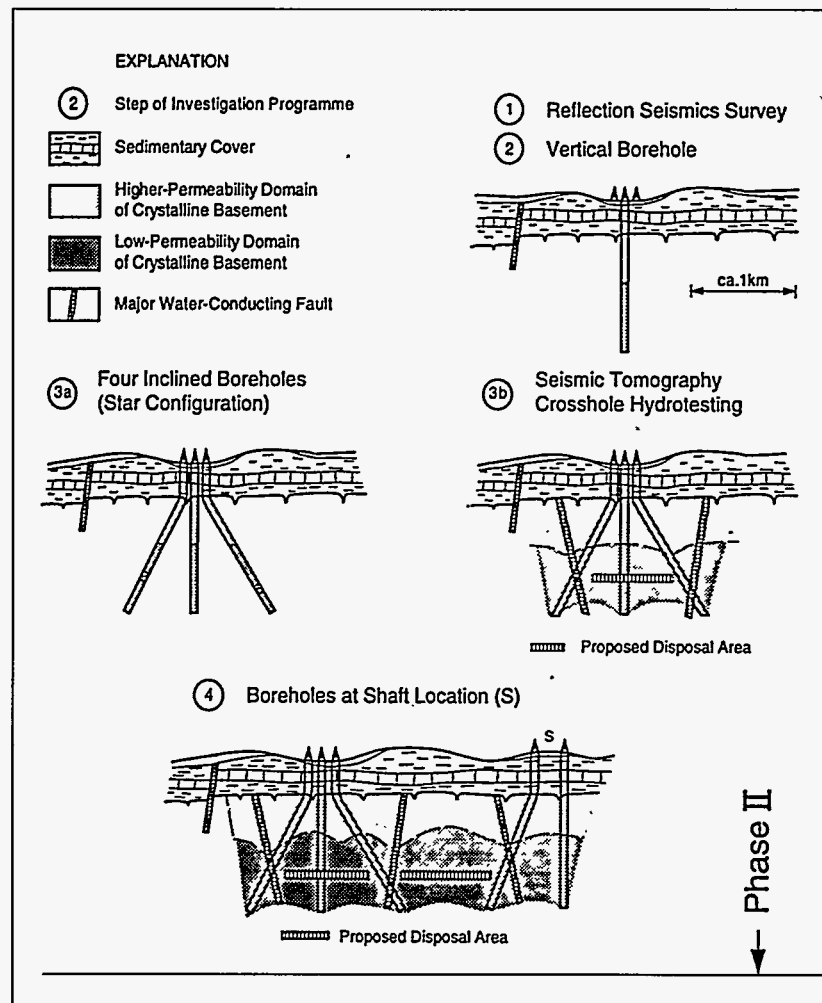 EXPLANATION
2 Step of Investigation Programme
Sedimentary Cover
Higher-Permeability Domain
of Crystalline Basement
Low-Permeability Domain
of Crystalline Basement
Major Water-Conducting Fault
1 Reflection Seismics Survey
2 Vertical Borehole
ca.1km
3a Four Inclined Boreholes
(Star Configuration)
3b Seismic Tomography
Crosshole Hydrotesting
Proposed Disposal Area
4 Boreholes at Shaft Location (S)
S
Proposed Disposal Area
Phase II